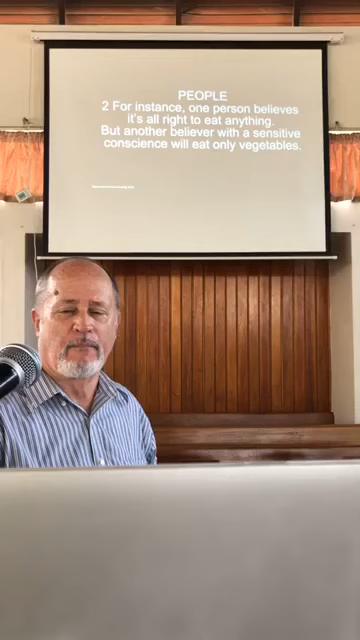 PEOPLE
2 For instance, one person believes
it's all right to eat anything.
But another believer with a sensitive
conscience will eat only vegetables.